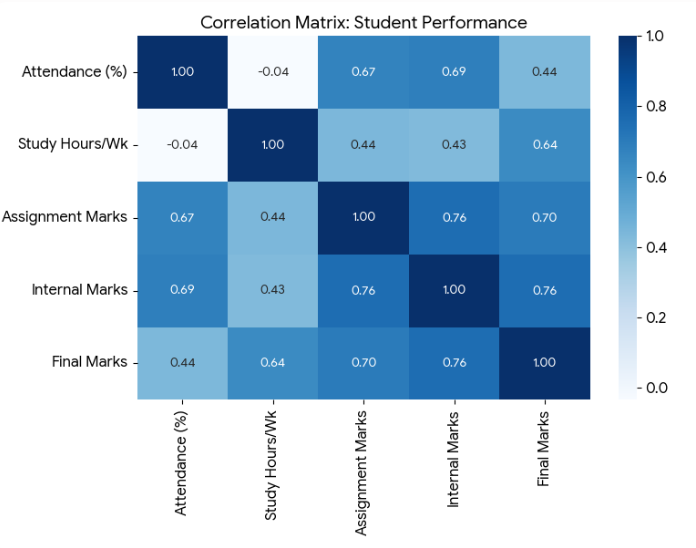 Correlation Matrix: Student Performance
Attendance (%) 1.00 -0.04 0.67 0.69 0.44
Study Hours/Wk -0.04 1.00 0.44 0.43 0.64
Assignment Marks 0.67 0.44 1.00 0.76 0.70
Internal Marks 0.69 0.43 0.76 1.00 0.76
Final Marks 0.44 0.64 0.70 0.76 1.00
Attendance (%)
Study Hours/Wk
Assignment Marks
Internal Marks
Final Marks
1.0
0.8
0.6
0.4
0.2
0.0